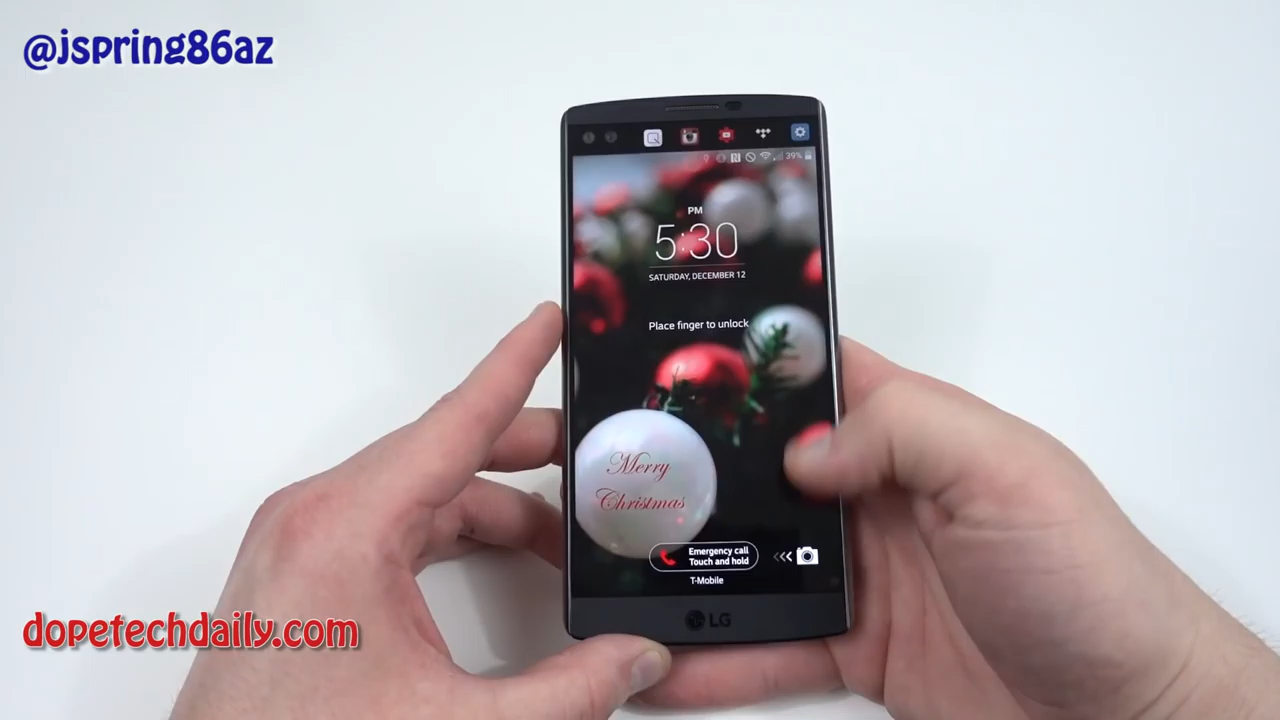 @jspring86az
39%
PM
5:30
SATURDAY, DECEMBER 12
Place finger to unlock
Merry
Christmas
Emergency call
Touch and hold
T-Mobile
LG
dopetechdaily.com